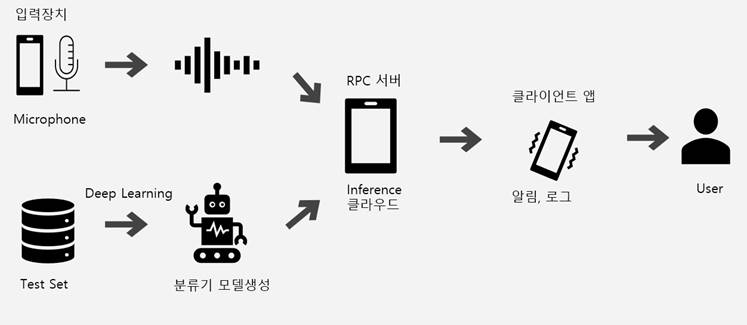 입력장치
Microphone
RPC 서버
Inference
클라우드
클라이언트 앱
알림, 로그
User
Deep Learning
Test Set
분류기 모델생성